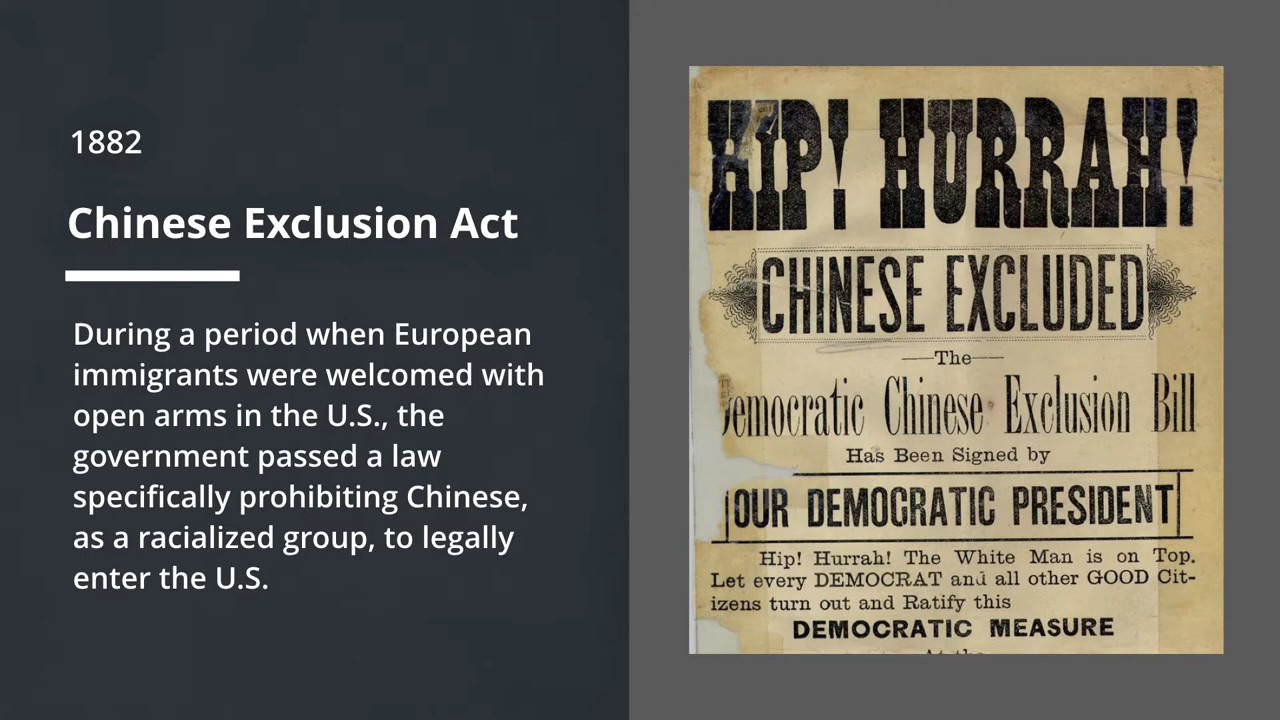 1882
Chinese Exclusion Act
During a period when European
immigrants were welcomed with
open arms in the U.S., the
government passed a law
specifically prohibiting Chinese,
as a racialized group, to legally
enter the U.S.
HIP! HURRAH!
CHINESE EXCLUDED
The
emocratic Chinese Exclusion Bill
Has Been Signed by
OUR DEMOCRATIC PRESIDENT
Hip! Hurrah! The White Man is on Top.
Let every DEMOCRAT and all other GOOD Cit-
izens turn out and Ratify this
DEMOCRATIC MEASURE